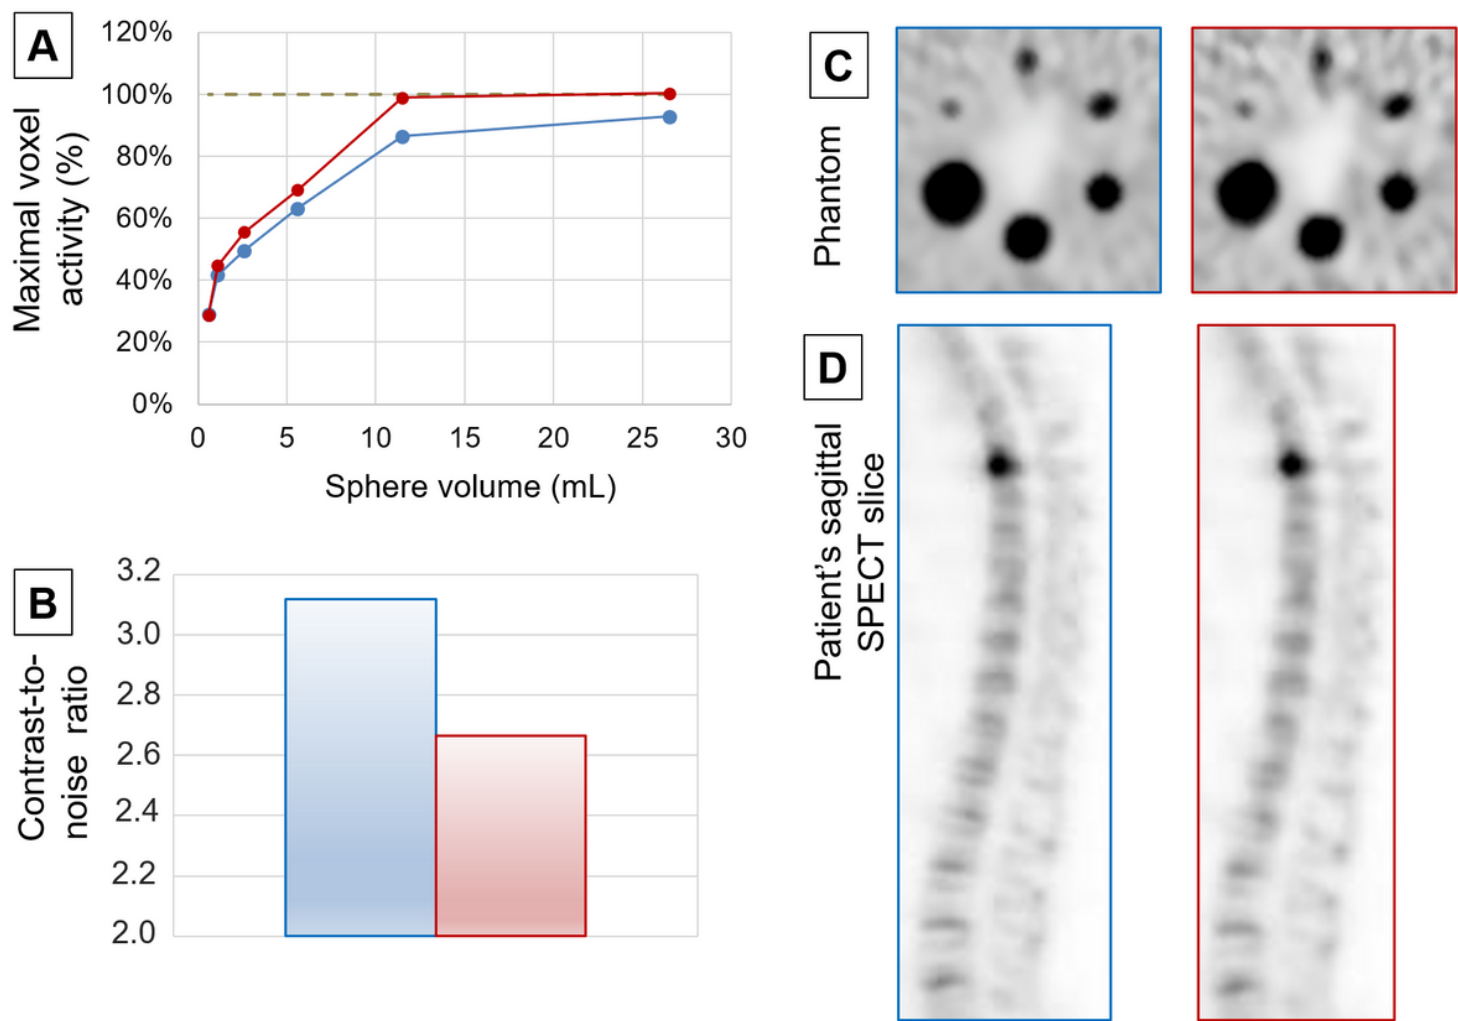 A
Maximal voxel
activity (%)
120%
100%
80%
60%
40%
20%
0%
0 5 10 15 20 25 30
Sphere volume (mL)
B
Contrast-to-
noise ratio
3.2
3.0
2.8
2.6
2.4
2.2
2.0
C
Phantom
D
Patient's sagittal
SPECT slice